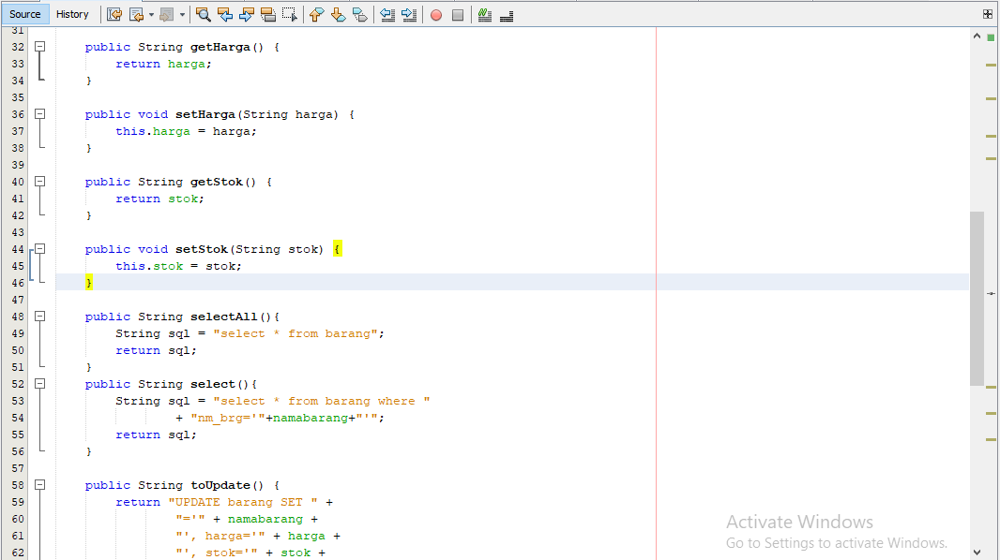 Source History
31
32 public String getHarga() {
33 return harga;
34 }
35
36 public void setHarga(String harga) {
37 this.harga = harga;
38 }
39
40 public String getStok() {
41 return stok;
42 }
43
44 public void setStok(String stok) {
45 this.stok = stok;
46 }
47
48 public String selectAll(){
49 String sql = "select * from barang";
50 return sql;
51 }
52 public String select(){
53 String sql = "select * from barang where "
54 + "nm_brg='"+namabarang+"'";
55 return sql;
56 }
57
58 public String toUpdate() {
59 return "UPDATE barang SET " +
60 "='" + namabarang +
61 "', harga='" + harga +
62 "', stok='" + stok +
Activate Windows
Go to Settings to activate Windows.